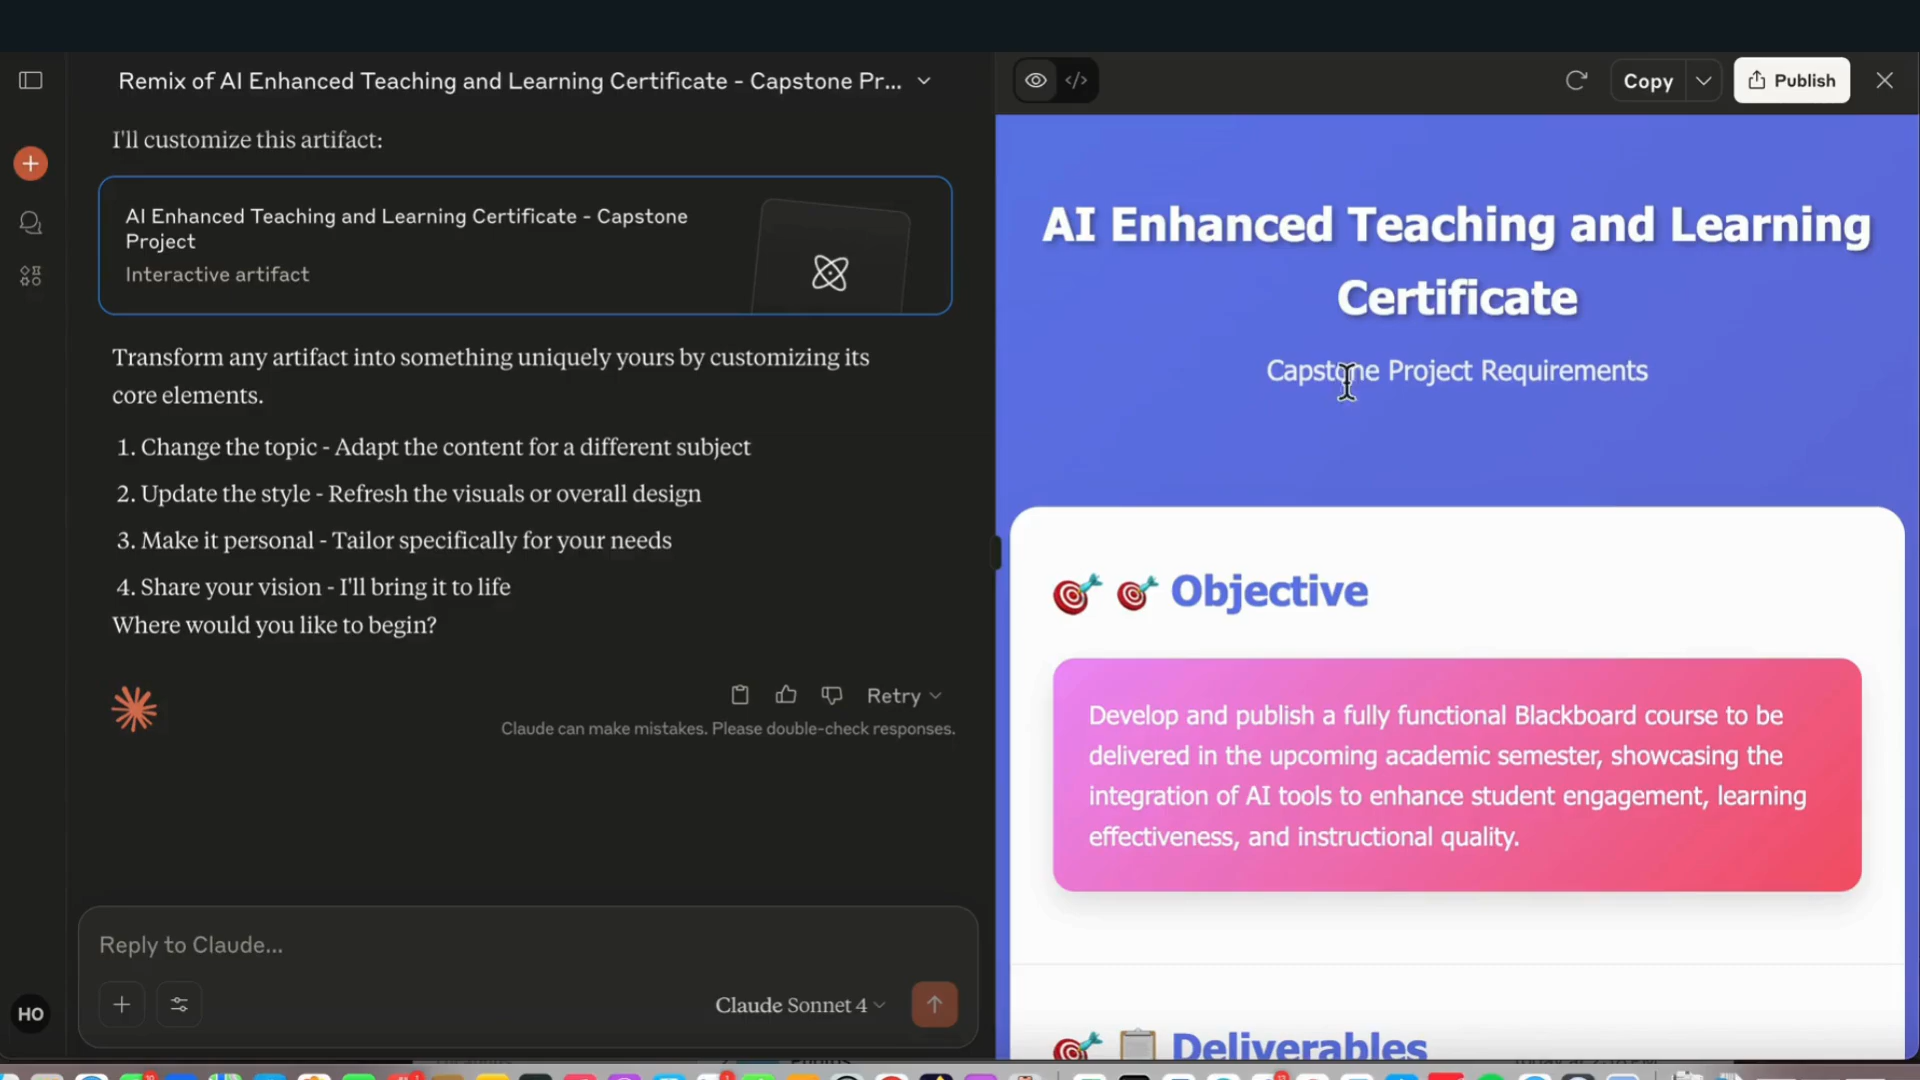 Remix of AI Enhanced Teaching and Learning Certificate - Capstone Pr...
I'll customize this artifact:
AI Enhanced Teaching and Learning Certificate - Capstone
Project
Interactive artifact
Transform any artifact into something uniquely yours by customizing its
core elements.
1. Change the topic - Adapt the content for a different subject
2. Update the style - Refresh the visuals or overall design
3. Make it personal - Tailor specifically for your needs
4. Share your vision - I'll bring it to life
Where would you like to begin?
Retry
Claude can make mistakes. Please double-check responses.
Reply to Claude...
Claude Sonnet 4
HO
Copy
Publish
AI Enhanced Teaching and Learning
Certificate
Capstone Project Requirements
Objective
Develop and publish a fully functional Blackboard course to be
delivered in the upcoming academic semester, showcasing the
integration of AI tools to enhance student engagement, learning
effectiveness, and instructional quality.
Deliverables